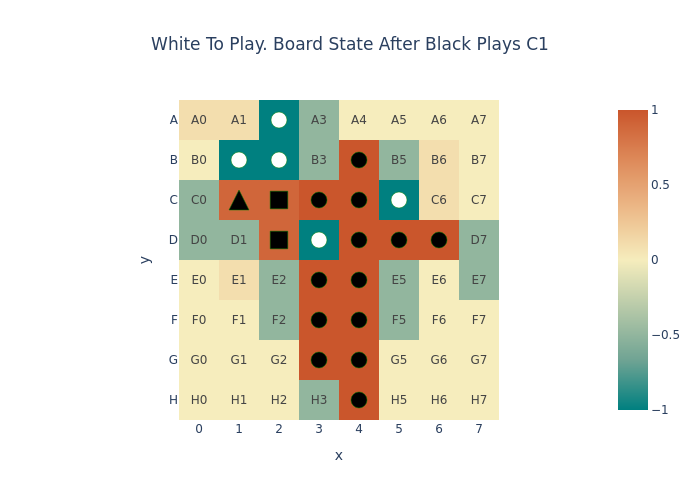 White To Play. Board State After Black Plays C1
A A0 A1 A3 A4 A5 A6 A7
B B0 B3 B5 B6 B7
C C0 C6 C7
D D0 D1 D7
E E0 E1 E2 E5 E6 E7
F F0 F1 F2 F5 F6 F7
G G0 G1 G2 G5 G6 G7
H H0 H1 H2 H3 H5 H6 H7
0 1 2 3 4 5 6 7
x
y
1
0.5
0
−0.5
−1